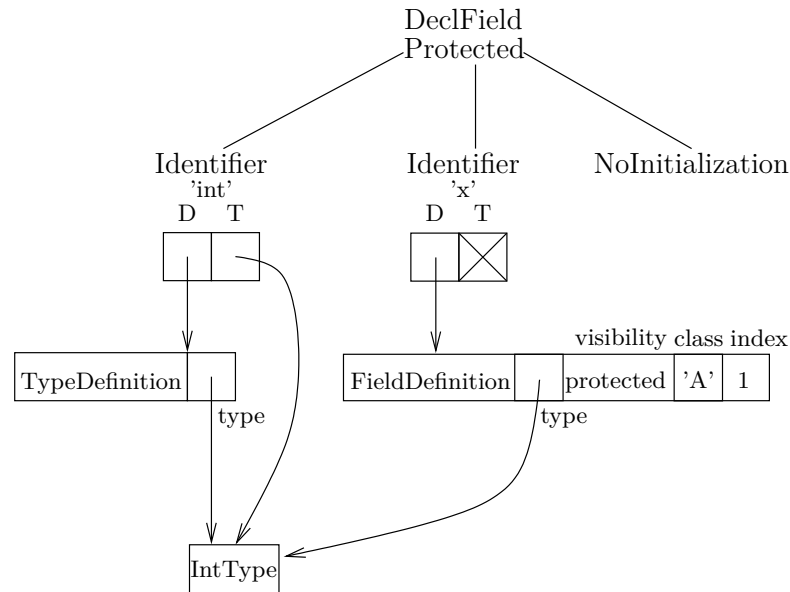 DeclField
Protected
Identifier Identifier NoInitialization
'int' 'x'
D T D T
visibility class index
TypeDefinition FieldDefinition protected 'A' 1
type type
IntType